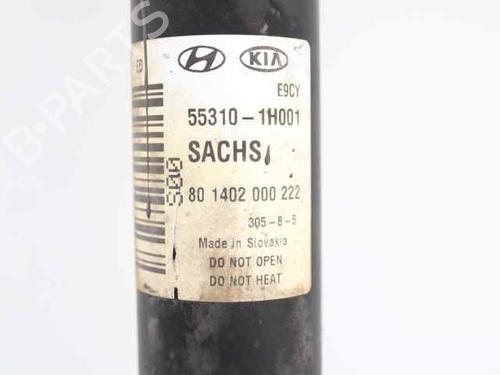 KIA
E9CY
55310-1H001
SACHS
80 1402 000 222
S00
305-8-5
Made in Slovakia
DO NOT OPEN
DO NOT HEAT
B-PARTS